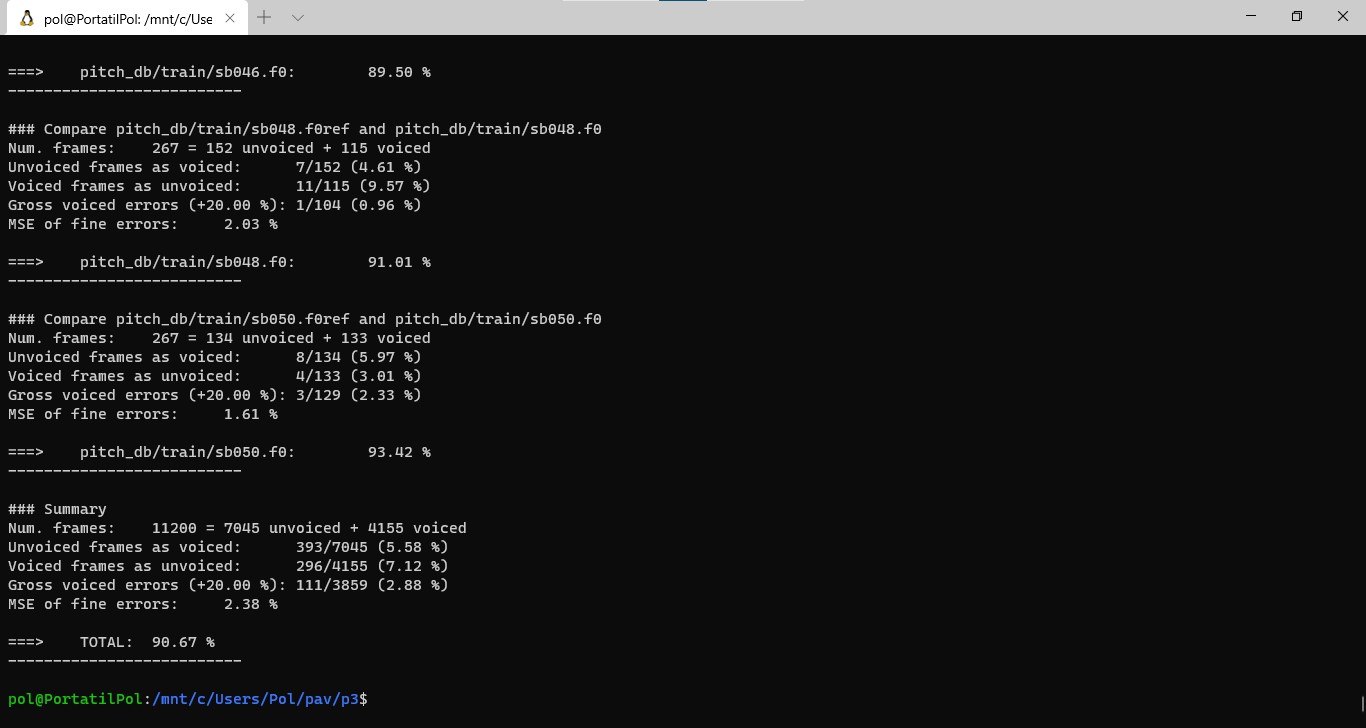 pol@PortatilPol: /mnt/c/Use
===>    pitch_db/train/sb046.f0:        89.50 %
--------------------------
### Compare pitch_db/train/sb048.f0ref and pitch_db/train/sb048.f0
Num. frames:    267 = 152 unvoiced + 115 voiced
Unvoiced frames as voiced:      7/152 (4.61 %)
Voiced frames as unvoiced:      11/115 (9.57 %)
Gross voiced errors (+20.00 %): 1/104 (0.96 %)
MSE of fine errors:     2.03 %
===>    pitch_db/train/sb048.f0:        91.01 %
--------------------------
### Compare pitch_db/train/sb050.f0ref and pitch_db/train/sb050.f0
Num. frames:    267 = 134 unvoiced + 133 voiced
Unvoiced frames as voiced:      8/134 (5.97 %)
Voiced frames as unvoiced:      4/133 (3.01 %)
Gross voiced errors (+20.00 %): 3/129 (2.33 %)
MSE of fine errors:     1.61 %
===>    pitch_db/train/sb050.f0:        93.42 %
--------------------------
### Summary
Num. frames:    11200 = 7045 unvoiced + 4155 voiced
Unvoiced frames as voiced:      393/7045 (5.58 %)
Voiced frames as unvoiced:      296/4155 (7.12 %)
Gross voiced errors (+20.00 %): 111/3859 (2.88 %)
MSE of fine errors:     2.38 %
===>    TOTAL:  90.67 %
--------------------------
pol@PortatilPol:/mnt/c/Users/Pol/pav/p3$